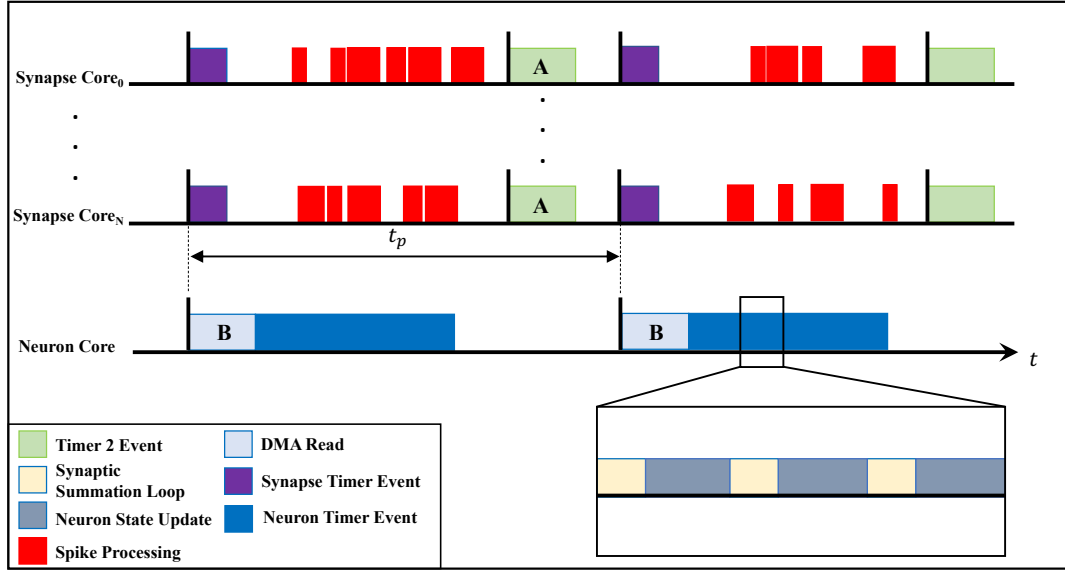 A
Synapse Core0
A
Synapse CoreN
tp
B
B
Neuron Core
t
Timer 2 Event
DMA Read
Synaptic
Summation Loop
Synapse Timer Event
Neuron State Update
Neuron Timer Event
Spike Processing